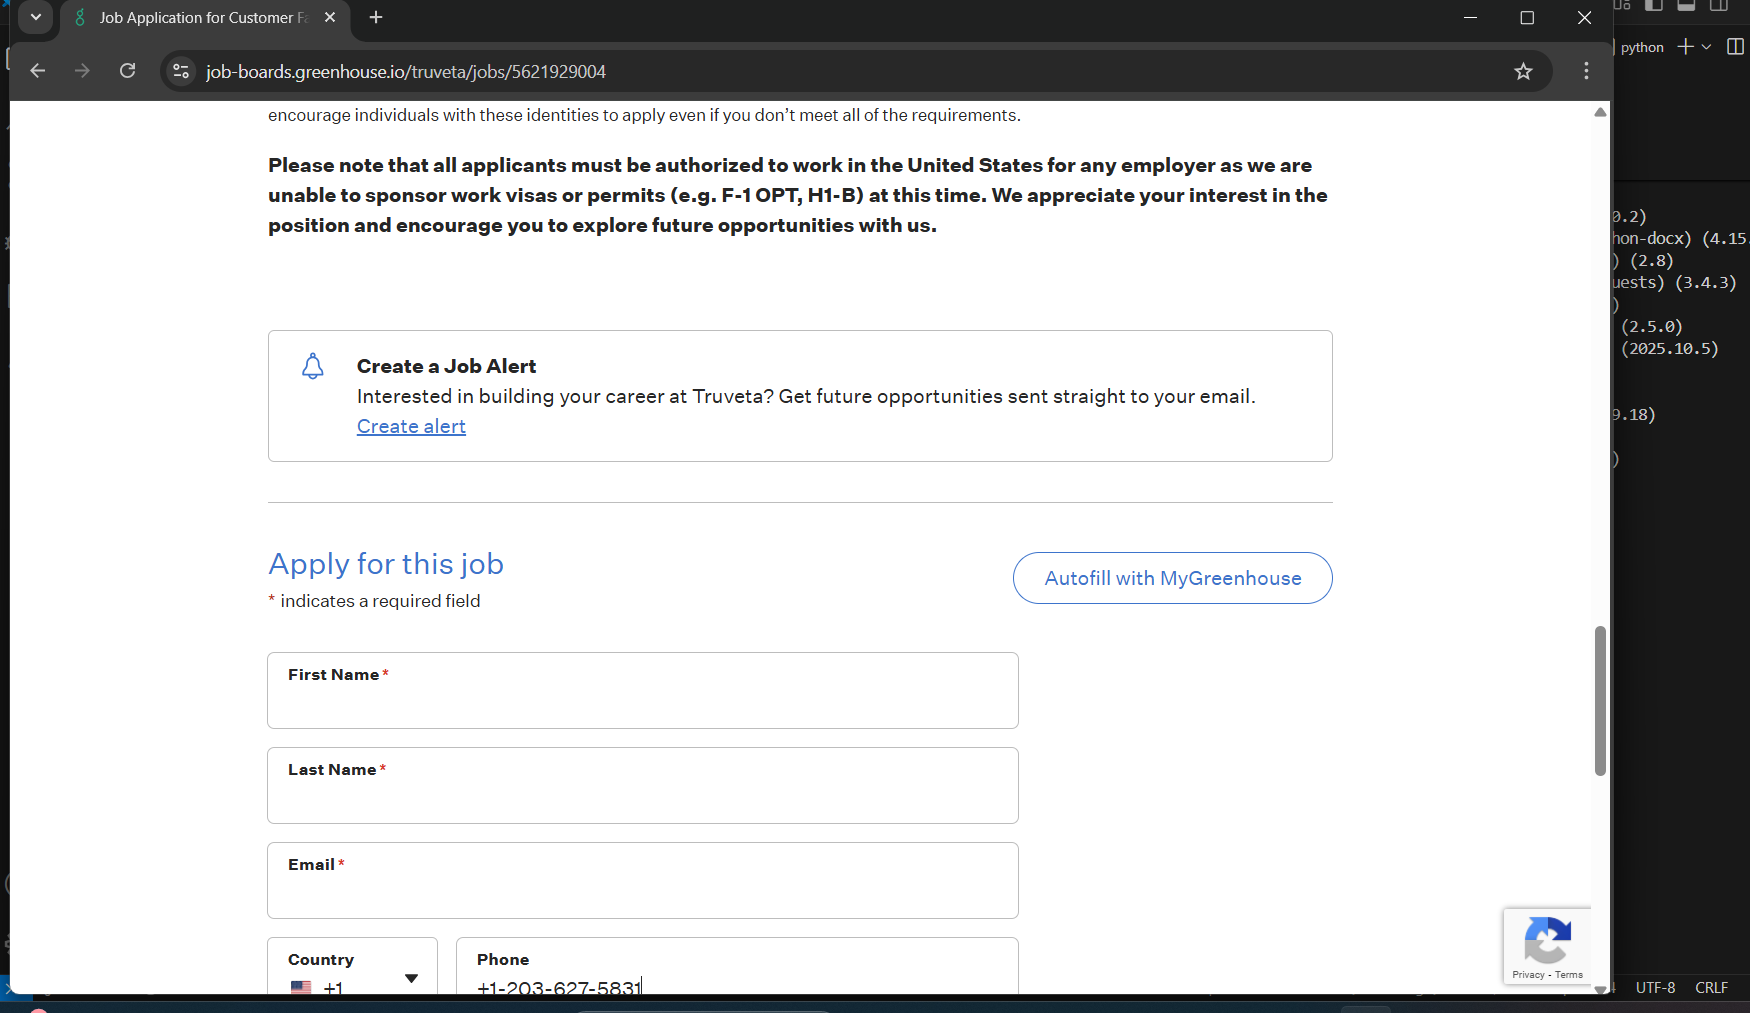 Job Application for Customer Fa
job-boards.greenhouse.io/truveta/jobs/5621929004
python
encourage individuals with these identities to apply even if you don’t meet all of the requirements.
Please note that all applicants must be authorized to work in the United States for any employer as we are
unable to sponsor work visas or permits (e.g. F-1 OPT, H1-B) at this time. We appreciate your interest in the
position and encourage you to explore future opportunities with us.
0.2)
hon-docx) (4.15.
) (2.8)
uests) (3.4.3)
)
(2.5.0)
(2025.10.5)
9.18)
)
Create a Job Alert
Interested in building your career at Truveta? Get future opportunities sent straight to your email.
Create alert
Apply for this job
* indicates a required field
Autofill with MyGreenhouse
First Name*
Last Name*
Email*
Country
+1
Phone
+1-203-627-5831
Privacy - Terms
UTF-8 CRLF